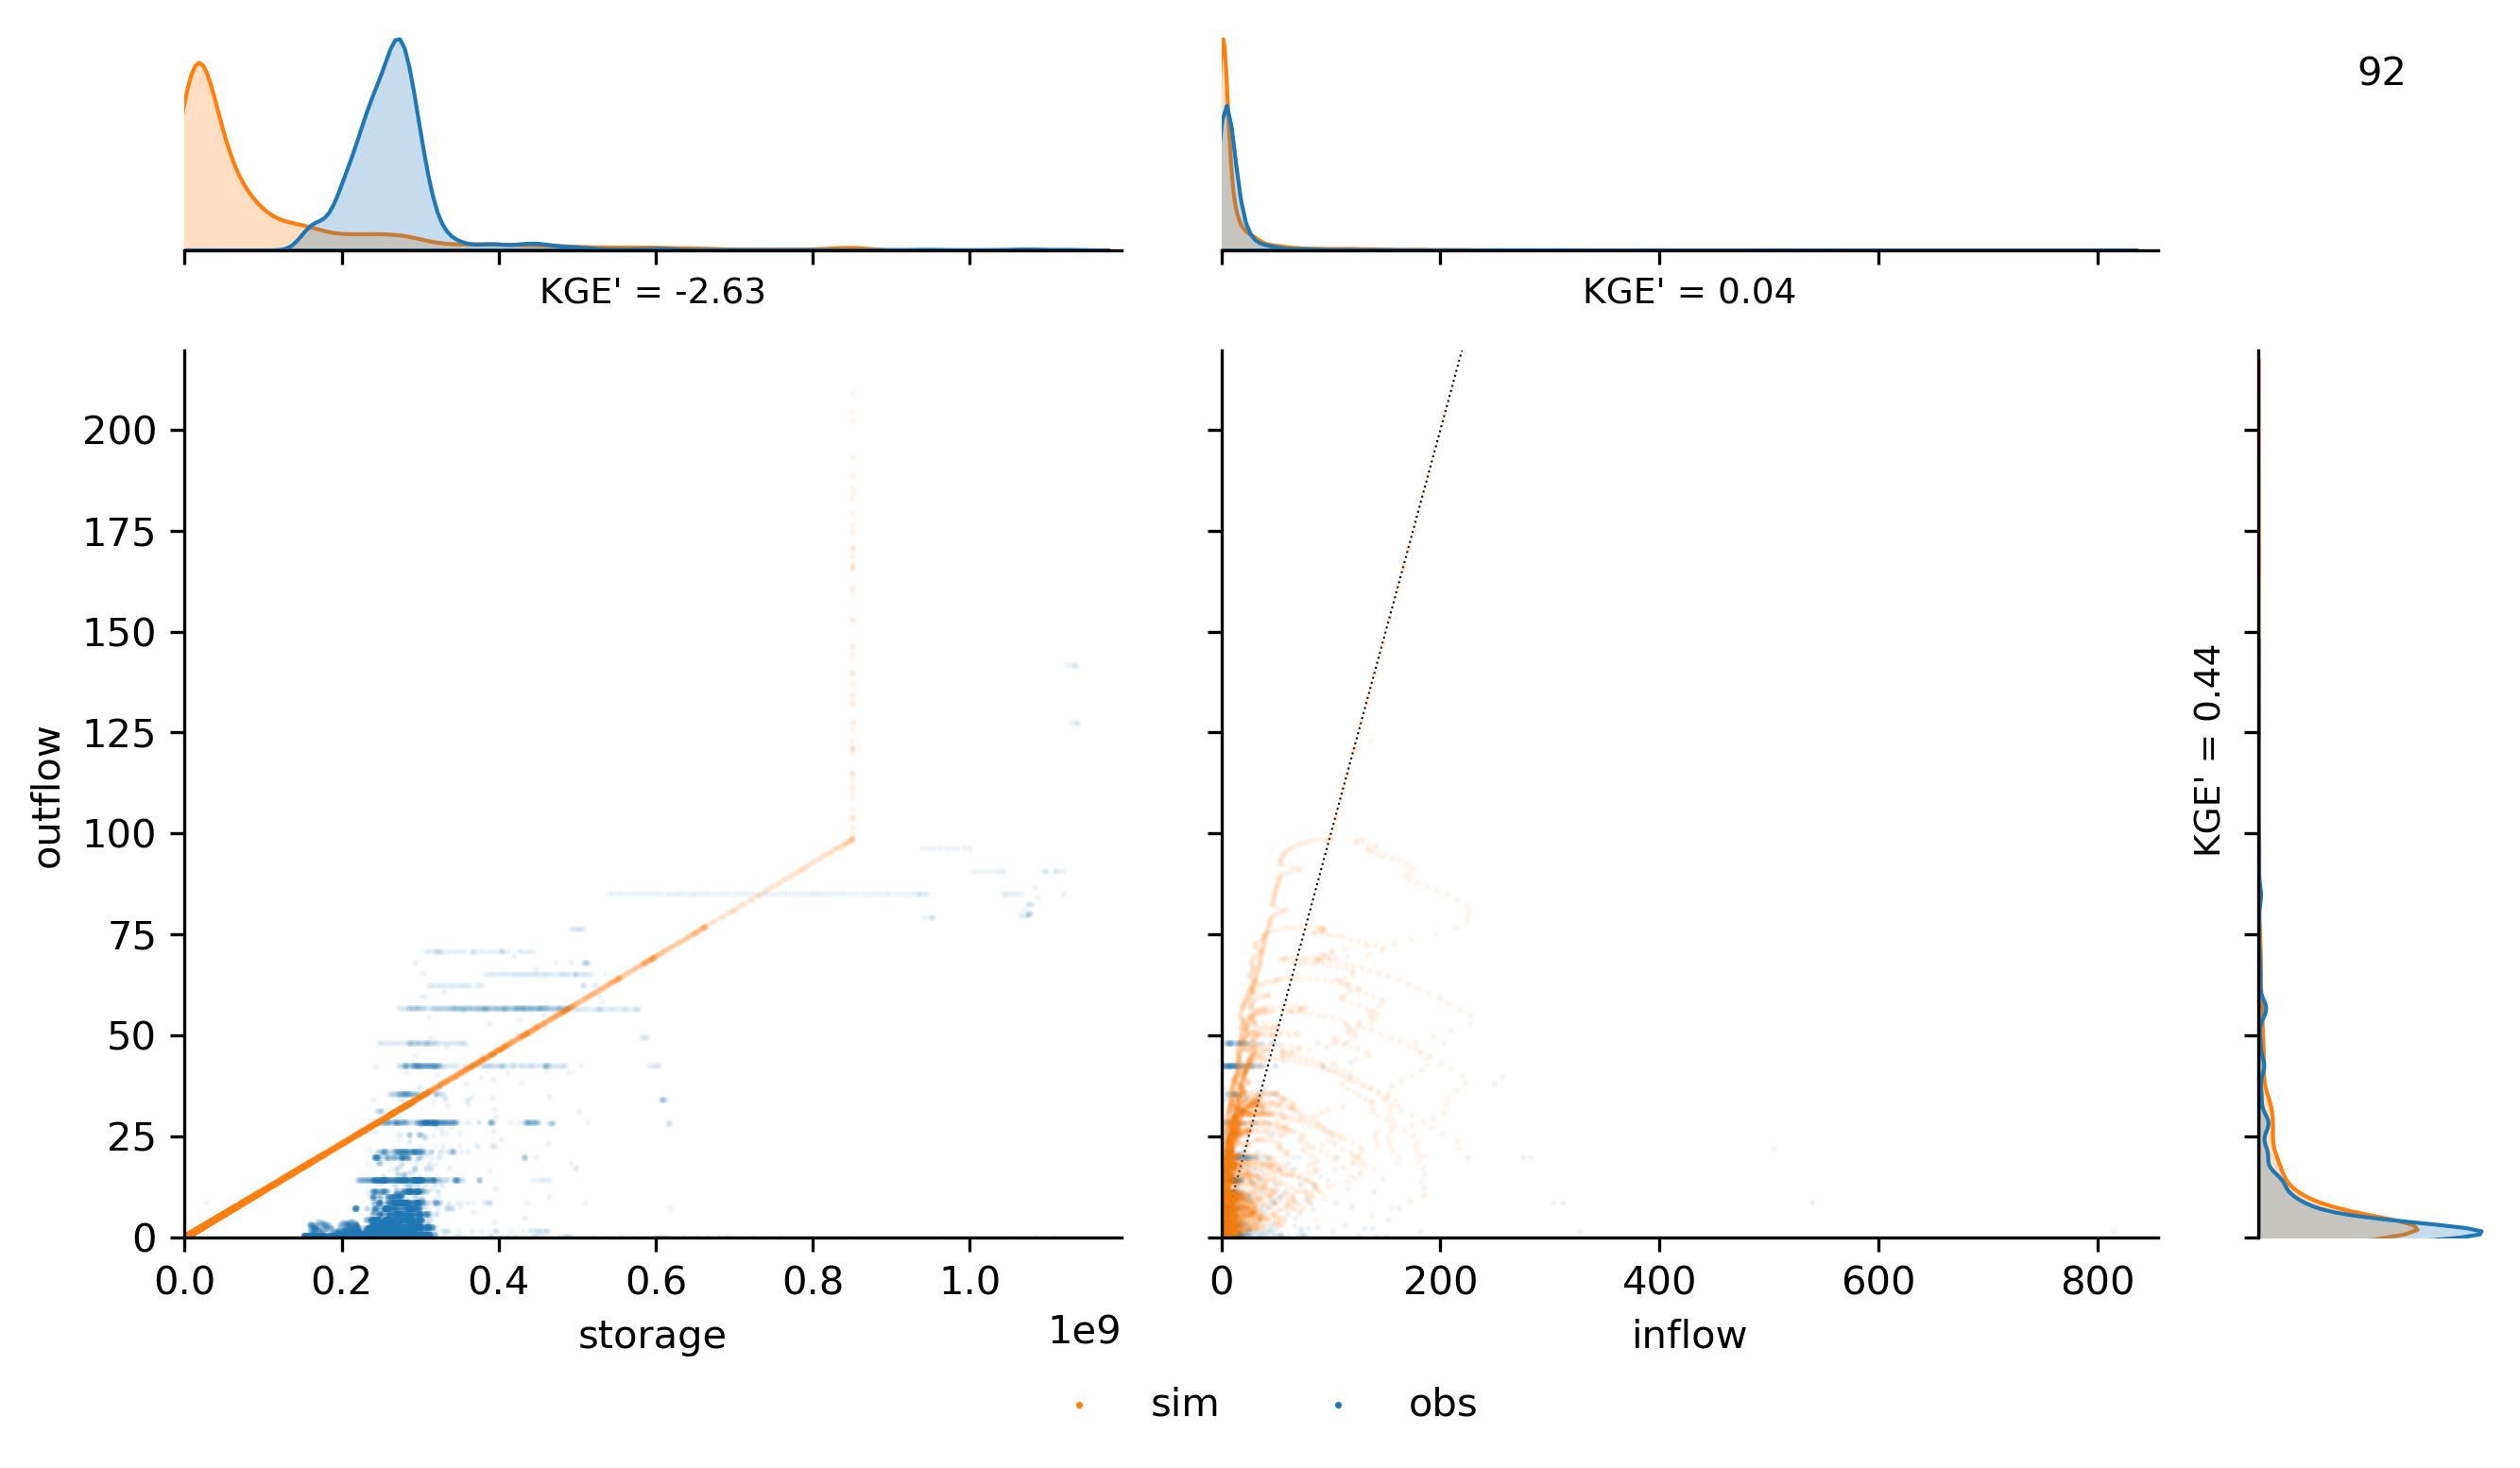 92
KGE' = -2.63
KGE' = 0.04
outflow
200
175
150
125
100
75
50
25
0
KGE' = 0.44
0.0 0.2 0.4 0.6 0.8 1.0
0 200 400 600 800
storage
1e9
inflow
sim obs